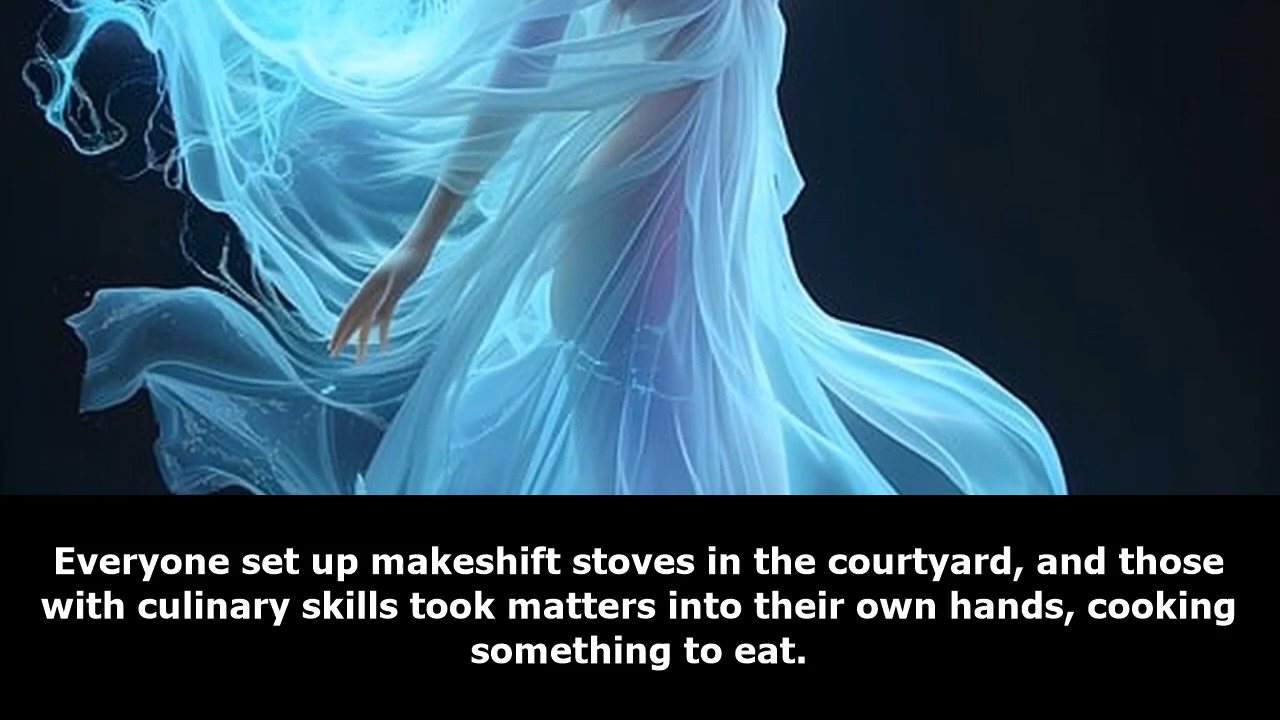 Everyone set up makeshift stoves in the courtyard, and those
with culinary skills took matters into their own hands, cooking
something to eat.